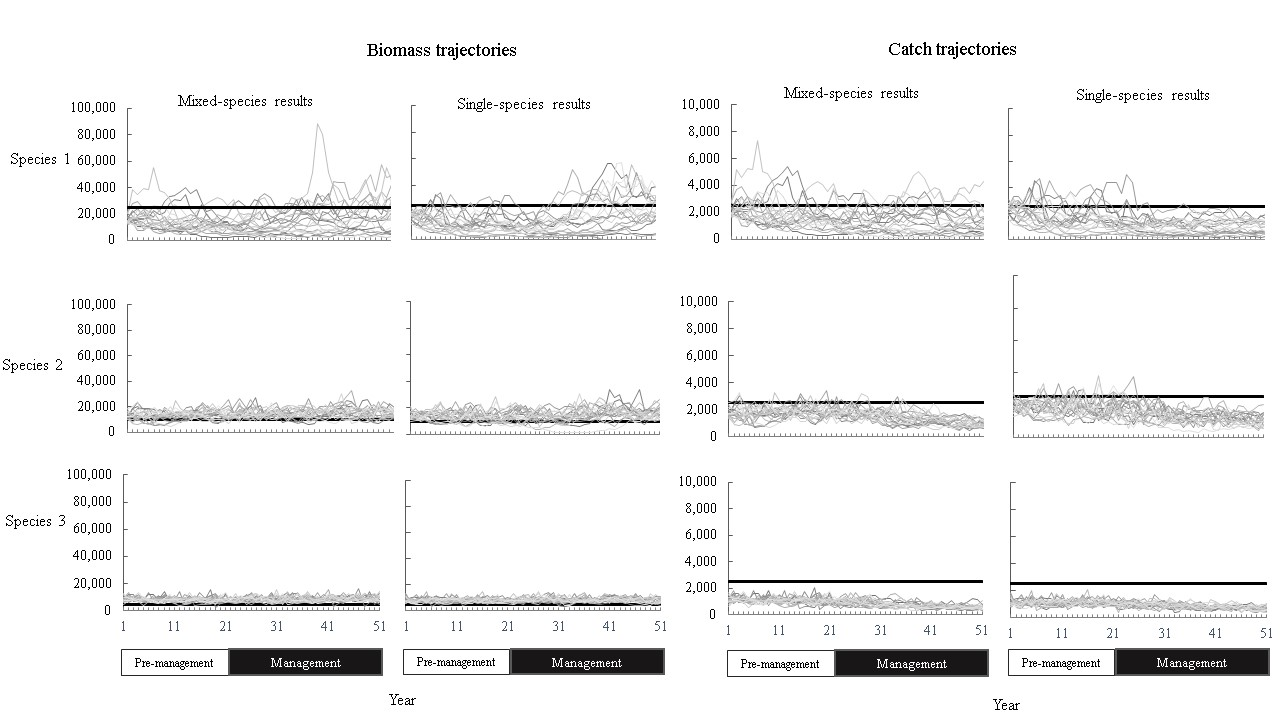 Biomass trajectories
Catch trajectories
Mixed-species results
Single-species results
Mixed-species results
Single-species results
Species 1
100,000
80,000
60,000
40,000
20,000
0
10,000
8,000
6,000
4,000
2,000
0
Species 2
100,000
80,000
60,000
40,000
20,000
0
10,000
8,000
6,000
4,000
2,000
0
Species 3
100,000
80,000
60,000
40,000
20,000
0
10,000
8,000
6,000
4,000
2,000
0
1 11 21 31 41 51
1 11 21 31 41 51
1 11 21 31 41 51
1 11 21 31 41 51
Pre-management Management
Pre-management Management
Pre-management Management
Pre-management Management
Year
Year